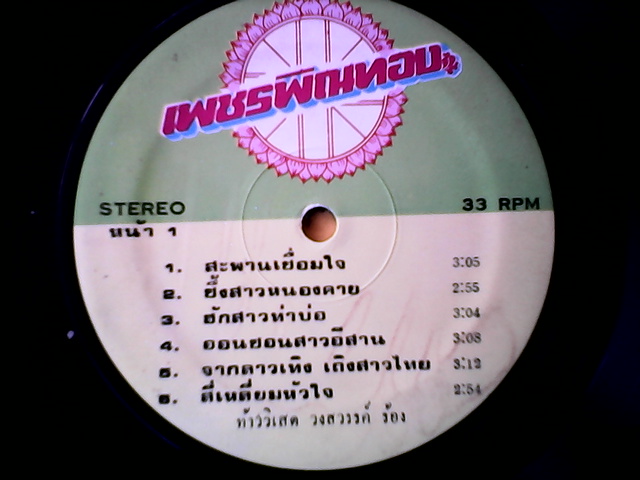 เพชรพิณทอง
STEREO 33 RPM
หน้า 1
1. สะพานเยื่อมใจ 3:05
2. ซึ้งสาวหนองคาย 2:55
3. ฮักสาวท่าบ่อ 3:04
4. ออนซอนสาวอีสาน 3:08
5. จากลาวเทิง เถิงสาวไทย 3:12
6. สี่เหลี่ยมหัวใจ 2:54
ท้าววิเสด วงสวรรค์ ร้อง